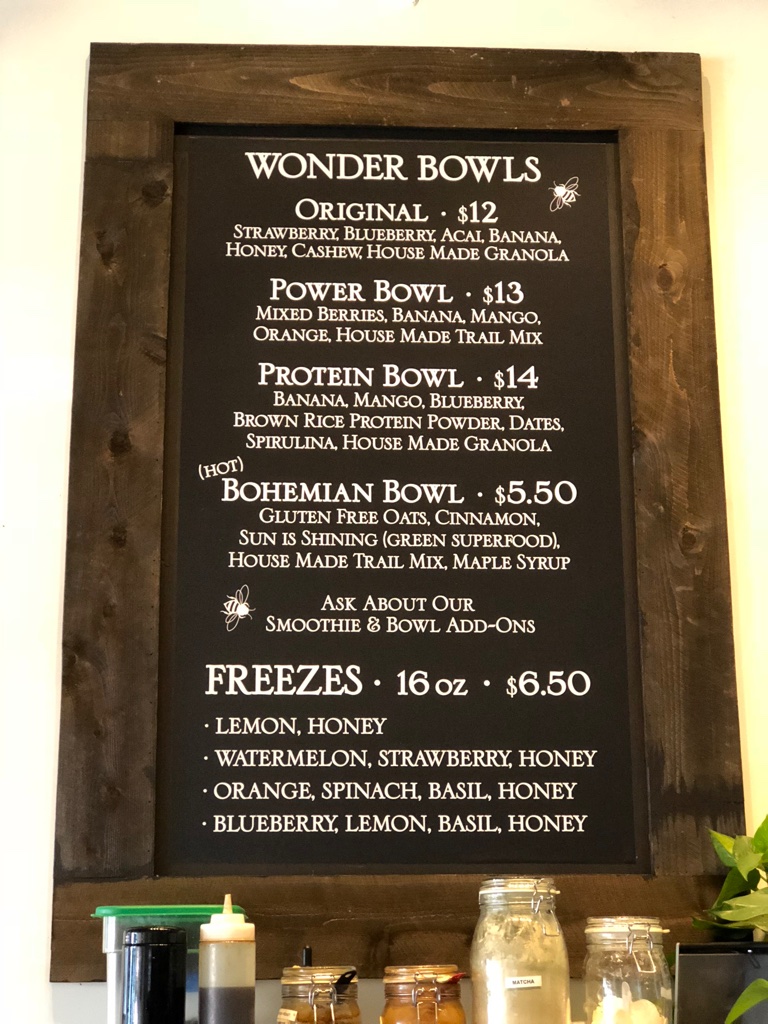 WONDER BOWLS
ORIGINAL · $12
STRAWBERRY, BLUEBERRY, ACAI, BANANA,
HONEY, CASHEW, HOUSE MADE GRANOLA
POWER BOWL · $13
MIXED BERRIES, BANANA, MANGO,
ORANGE, HOUSE MADE TRAIL MIX
PROTEIN BOWL · $14
BANANA, MANGO, BLUEBERRY,
BROWN RICE PROTEIN POWDER, DATES,
SPIRULINA, HOUSE MADE GRANOLA
(HOT)
BOHEMIAN BOWL · $5.50
GLUTEN FREE OATS, CINNAMON,
SUN IS SHINING (GREEN SUPERFOOD),
HOUSE MADE TRAIL MIX, MAPLE SYRUP
ASK ABOUT OUR
SMOOTHIE & BOWL ADD-ONS
FREEZES · 16 OZ · $6.50
· LEMON, HONEY
· WATERMELON, STRAWBERRY, HONEY
· ORANGE, SPINACH, BASIL, HONEY
· BLUEBERRY, LEMON, BASIL, HONEY
MATCHA